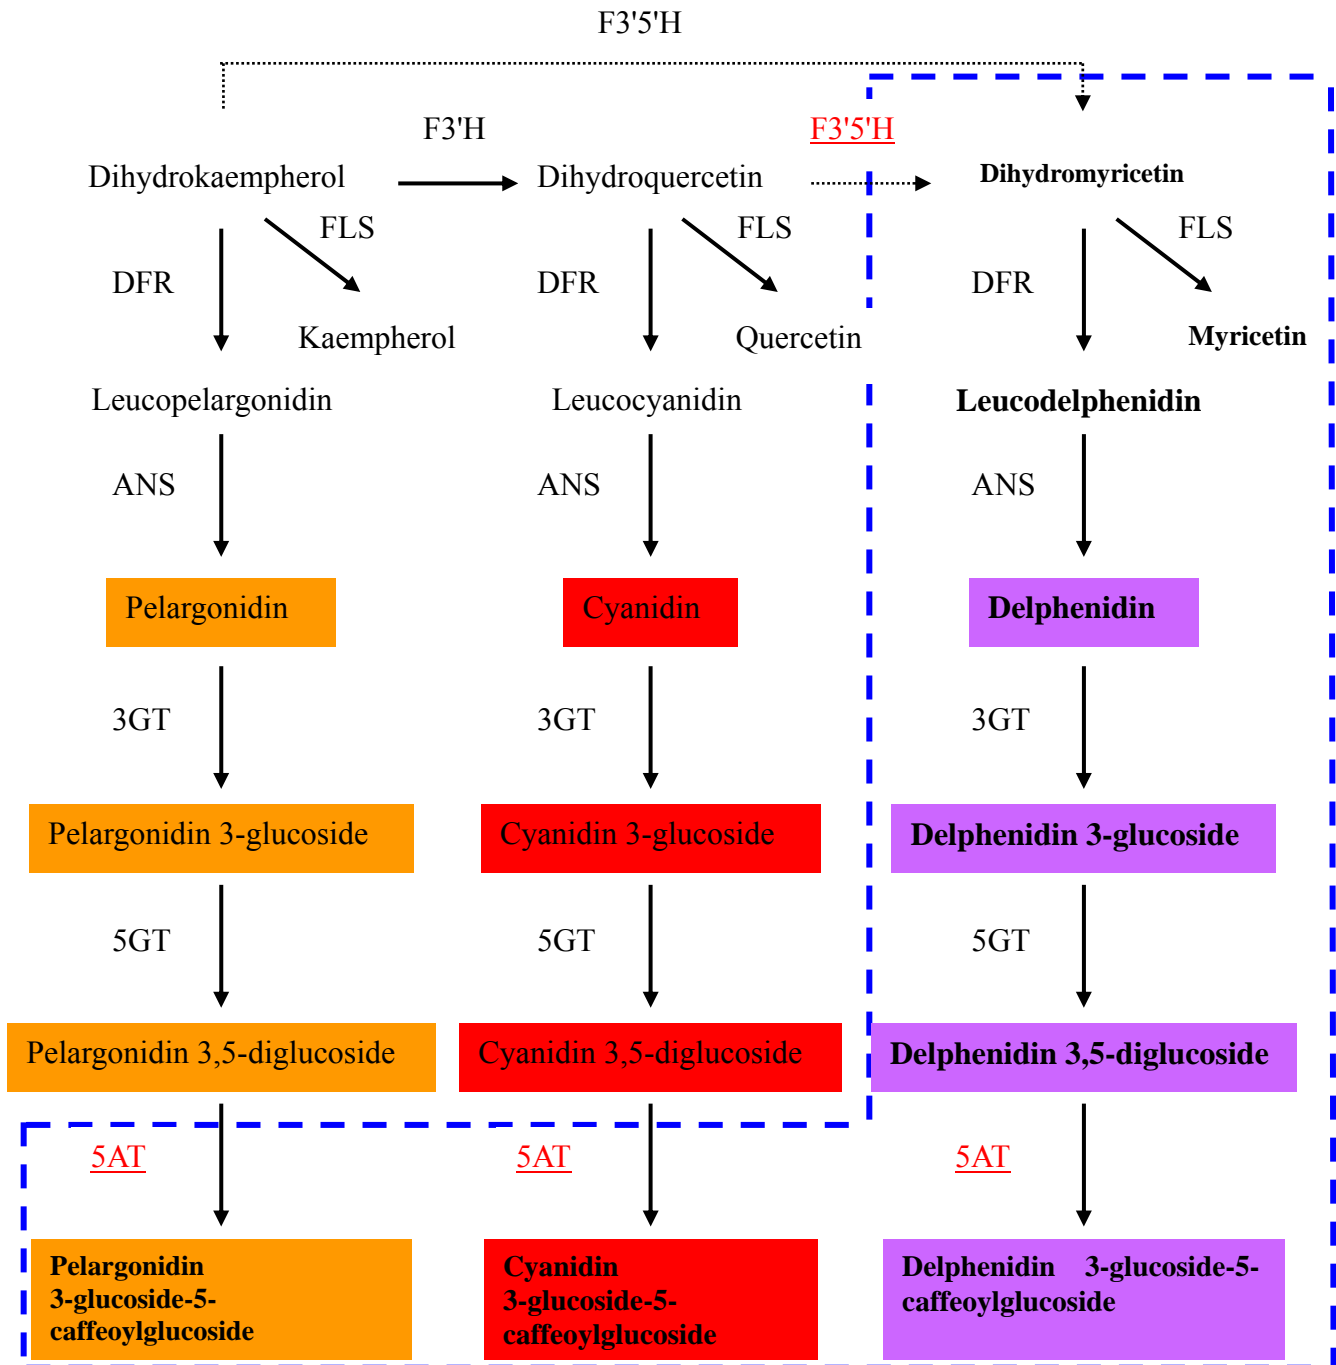 F3'5'H
F3'H
F3'5'H
Dihydrokaempherol
Dihydroquercetin
Dihydromyricetin
FLS
FLS
FLS
DFR
DFR
DFR
Kaempherol
Quercetin
Myricetin
Leucopelargonidin
Leucocyanidin
Leucodelphenidin
ANS
ANS
ANS
Pelargonidin
Cyanidin
Delphenidin
3GT
3GT
3GT
Pelargonidin 3-glucoside
Cyanidin 3-glucoside
Delphenidin 3-glucoside
5GT
5GT
5GT
Pelargonidin 3,5-diglucoside
Cyanidin 3,5-diglucoside
Delphenidin 3,5-diglucoside
5AT
5AT
5AT
Pelargonidin
3-glucoside-5-
caffeoylglucoside
Cyanidin
3-glucoside-5-
caffeoylglucoside
Delphenidin 3-glucoside-5-
caffeoylglucoside